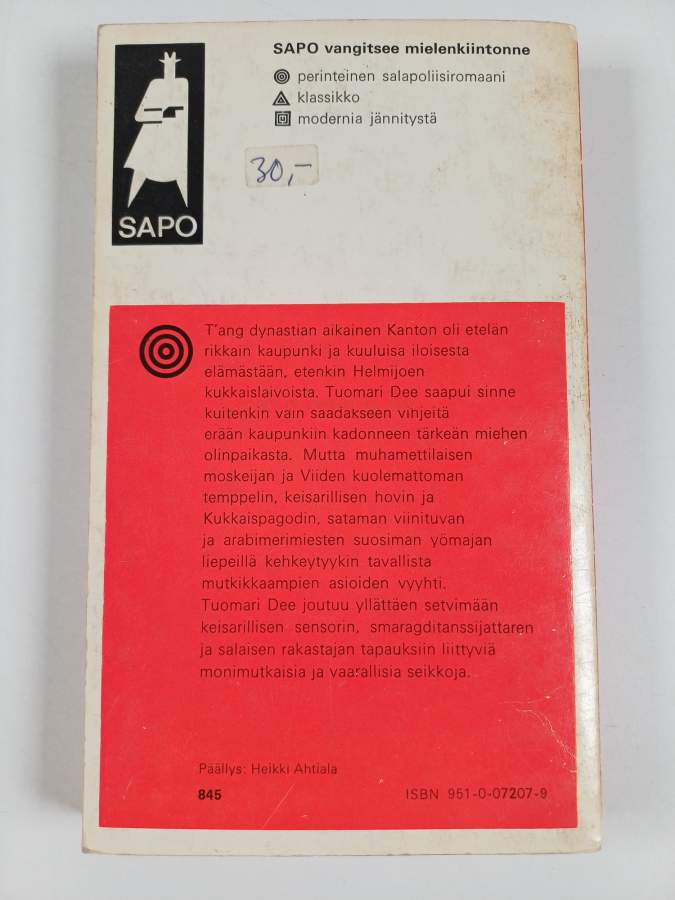 SAPO vangitsee mielenkiintonne
perinteinen salapoliisiromaani
klassikko
modernia jännitystä
30,-
SAPO
T'ang dynastian aikainen Kanton oli etelän
rikkain kaupunki ja kuuluisa iloisesta
elämästään, etenkin Helmijoen
kukkaislaivoista. Tuomari Dee saapui sinne
kuitenkin vain saadakseen vihjeitä
erään kaupunkiin kadonneen tärkeän miehen
olinpaikasta. Mutta muhamettilaisen
moskeijan ja Viiden kuolemattoman
temppelin, keisarillisen hovin ja
Kukkaispagodin, sataman viinituvan
ja arabimerimiesten suosiman yömajan
liepeillä kehkeytyykin tavallista
mutkikkaampien asioiden vyyhti.
Tuomari Dee joutuu yllättäen setvimään
keisarillisen sensorin, smaragditanssijattaren
ja salaisen rakastajan tapauksiin liittyviä
monimutkaisia ja vaarallisia seikkoja.
Päällys: Heikki Ahtiala
845
ISBN 951-0-07207-9